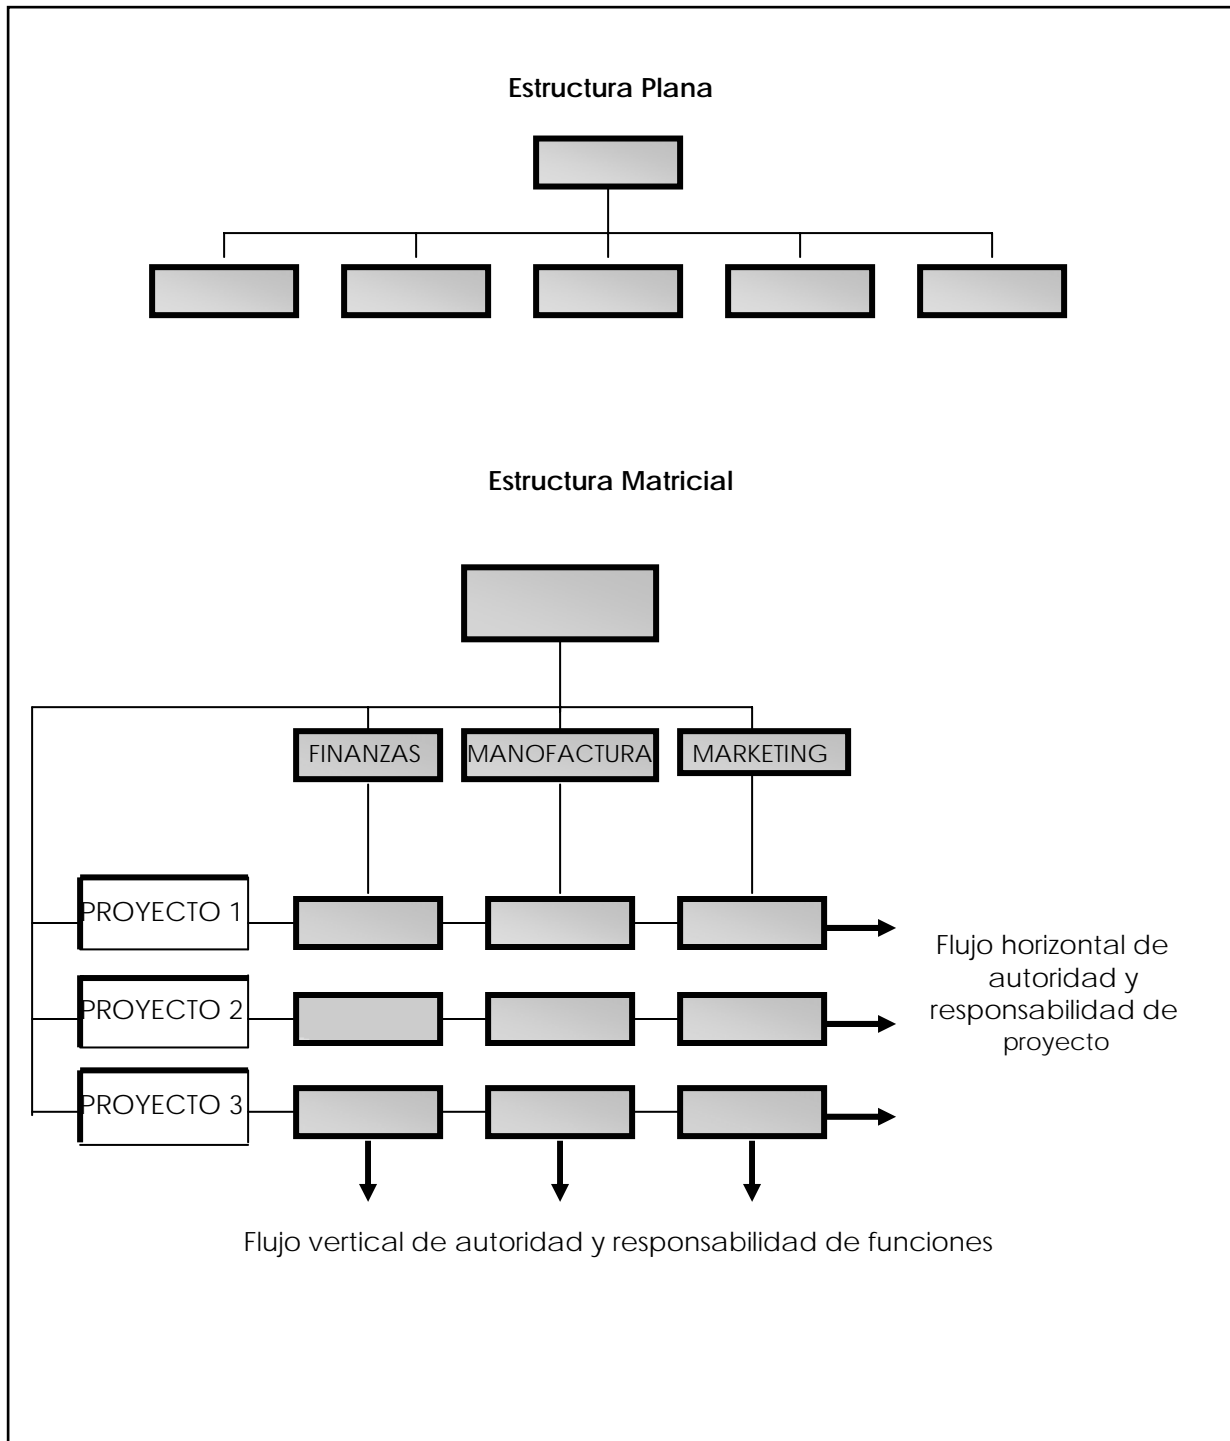 Estructura Plana
Estructura Matricial
FINANZAS
MANOFACTURA
MARKETING
PROYECTO 1
PROYECTO 2
PROYECTO 3
Flujo horizontal de
autoridad y
responsabilidad de
proyecto
Flujo vertical de autoridad y responsabilidad de funciones